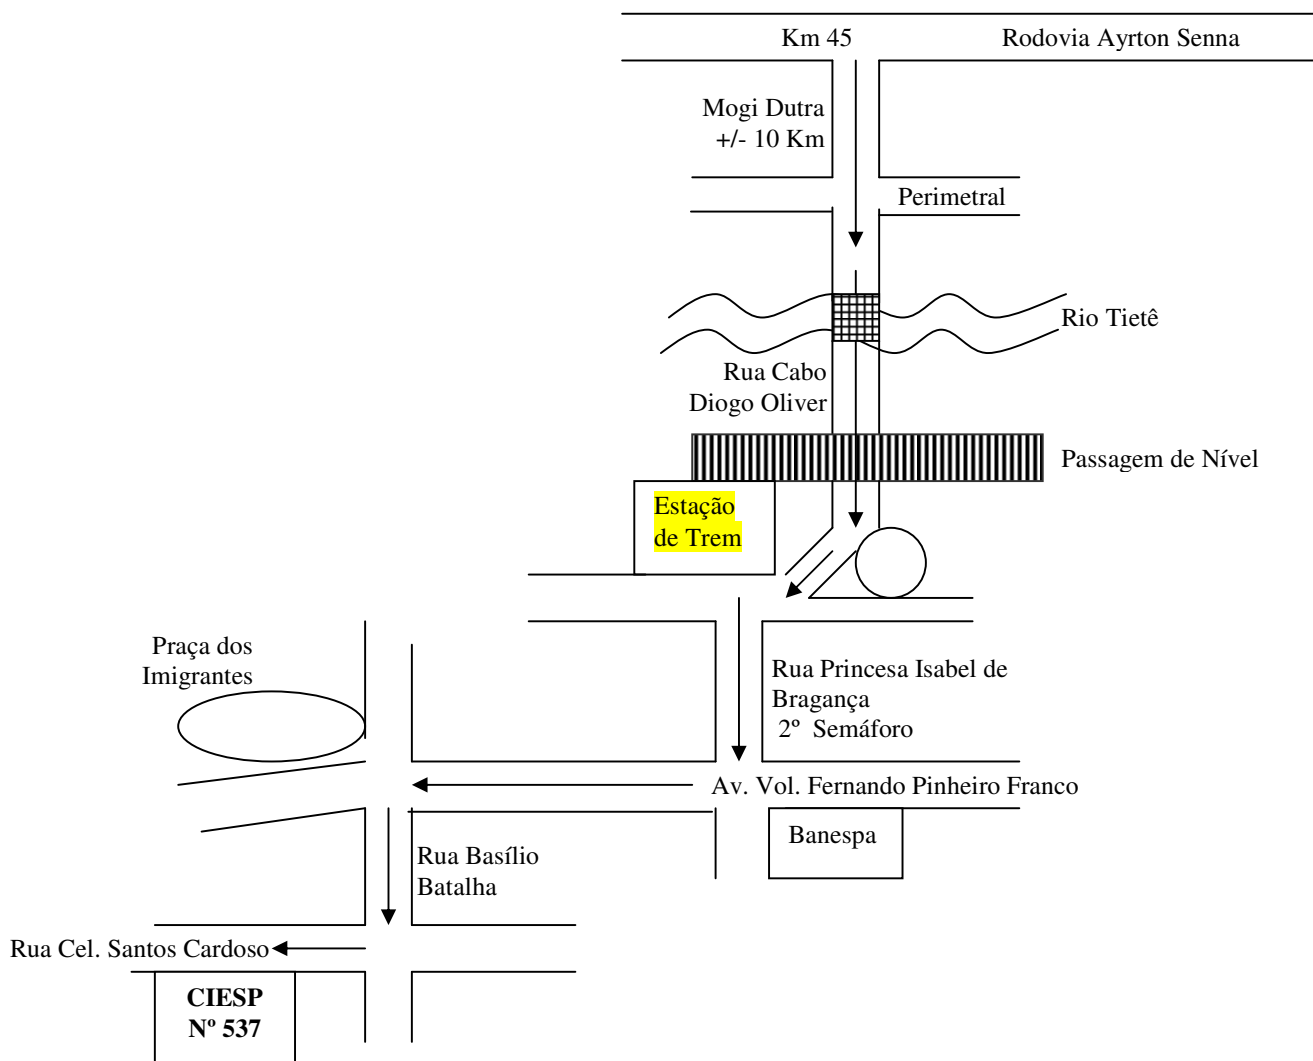 Km 45 Rodovia Ayrton Senna
Mogi Dutra
+/- 10 Km
Perimetral
Rio Tietê
Rua Cabo
Diogo Oliver
Passagem de Nível
Estação
de Trem
Praça dos
Imigrantes
Rua Princesa Isabel de
Bragança
2º Semáforo
Av. Vol. Fernando Pinheiro Franco
Banespa
Rua Basílio
Batalha
Rua Cel. Santos Cardoso
CIESP
Nº 537